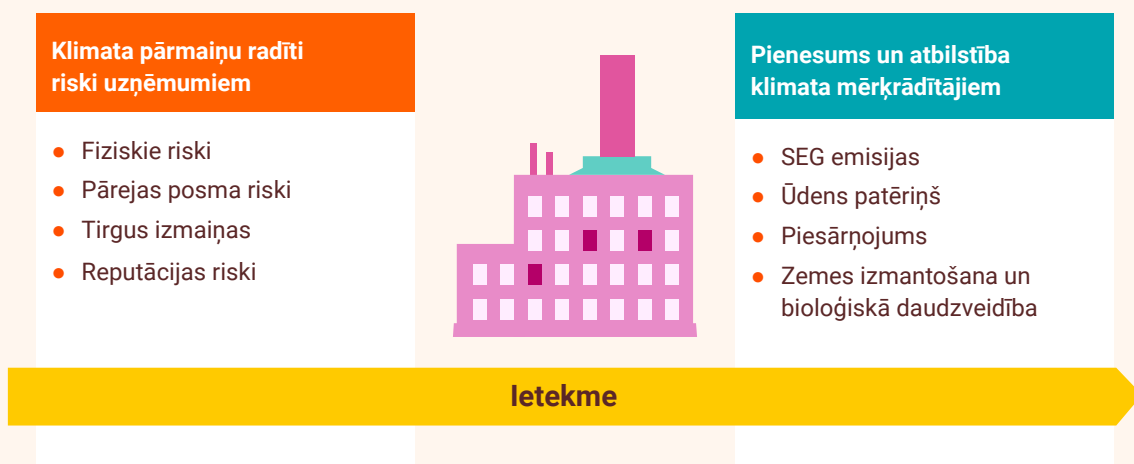 Klimata pārmaiņu radīti
riski uzņēmumiem
Fiziskie riski
Pārejas posma riski
Tirgus izmaiņas
Reputācijas riski
Pienesums un atbilstība
klimata mērķrādītājiem
SEG emisijas
Ūdens patēriņš
Piesārņojums
Zemes izmantošana un
bioloģiskā daudzveidība
Ietekme